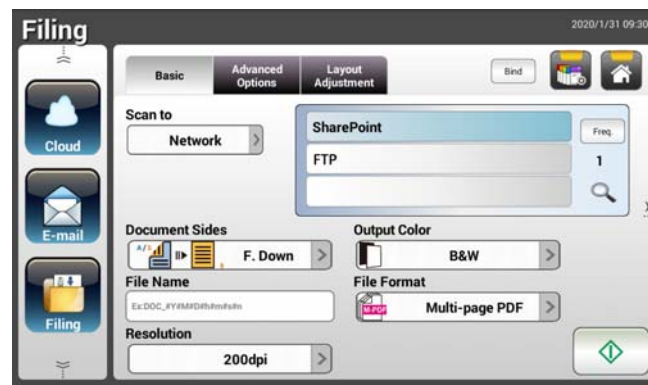 Filing
2020/1/31 09:30
Basic
Advanced Options
Layout Adjustment
Bind
Cloud
E-mail
Filing
Scan to
Network
SharePoint
FTP
Freq.
1
Document Sides
F. Down
Output Color
B&W
File Name
Ex:DOC_#Y#M#D#h#m#s#n
File Format
M-PDF
Multi-page PDF
Resolution
200dpi